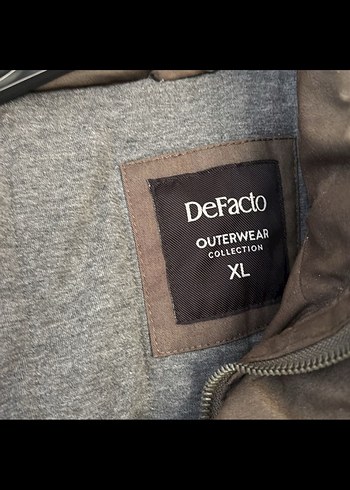 DeFacto
OUTERWEAR
COLLECTION
XL